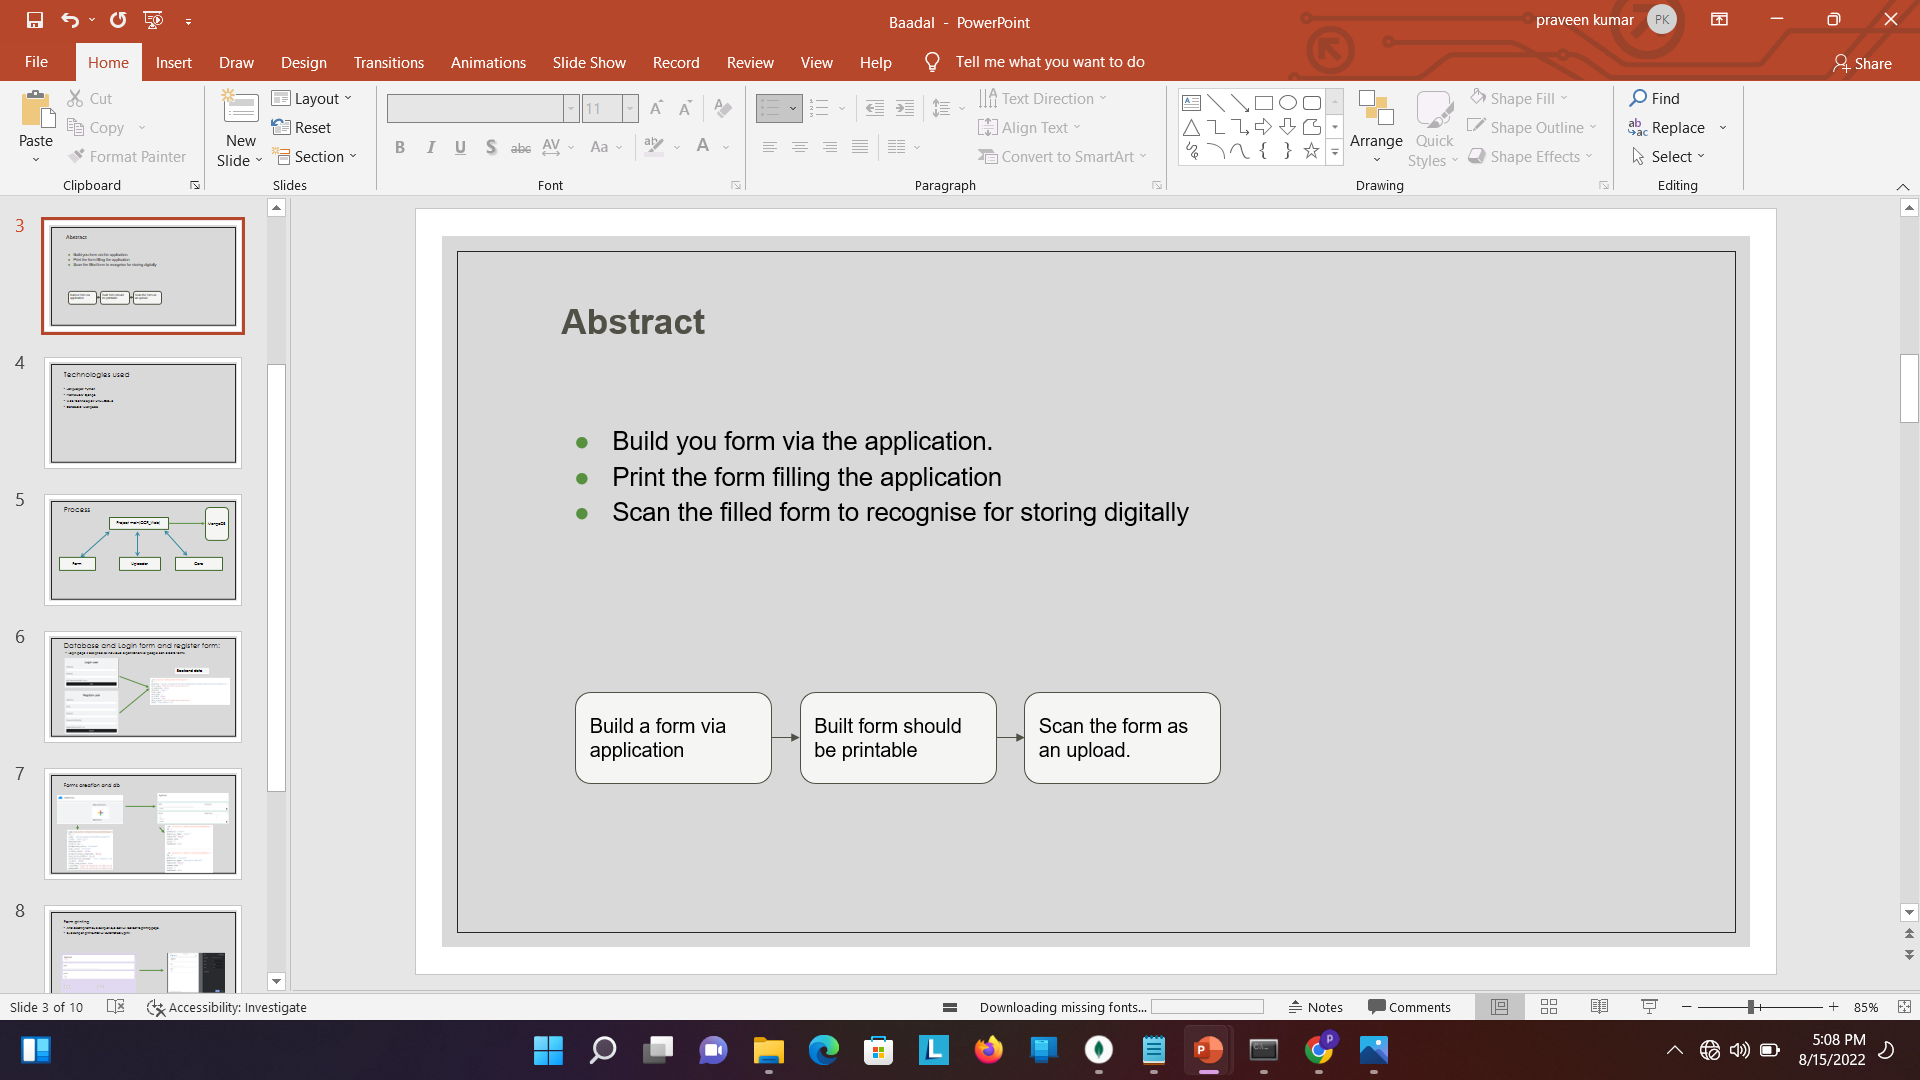 Baadal - PowerPoint
praveen kumar
PK
File
Home
Insert
Draw
Design
Transitions
Animations
Slide Show
Record
Review
View
Help
Tell me what you want to do
Share
Paste
Cut
Copy
Format Painter
Clipboard
New
Slide
Layout
Reset
Section
Slides
11
B I U S abc AV Aa A
Font
Text Direction
Align Text
Convert to SmartArt
Paragraph
Arrange
Quick
Styles
Shape Fill
Shape Outline
Shape Effects
Drawing
Find
Replace
Select
Editing
3
Abstract
4
Technologies used
5
Process
Form
Uploader
6
Database and Login form and register form:
Backend data
7
Forms creation and db
8
Form printing
Abstract
Build you form via the application.
Print the form filling the application
Scan the filled form to recognise for storing digitally
Build a form via
application
Built form should
be printable
Scan the form as
an upload.
Slide 3 of 10
Accessibility: Investigate
Downloading missing fonts...
Notes
Comments
85%
5:08 PM
8/15/2022